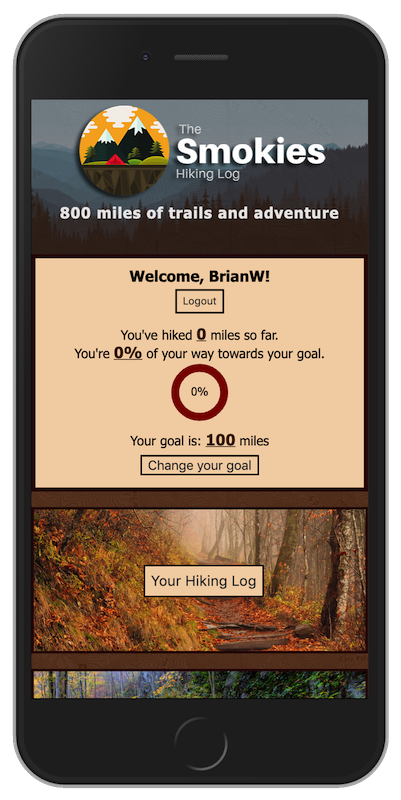 The
Smokies
Hiking Log
800 miles of trails and adventure
Welcome, BrianW!
Logout
You've hiked 0 miles so far.
You're 0% of your way towards your goal.
0%
Your goal is: 100 miles
Change your goal
Your Hiking Log